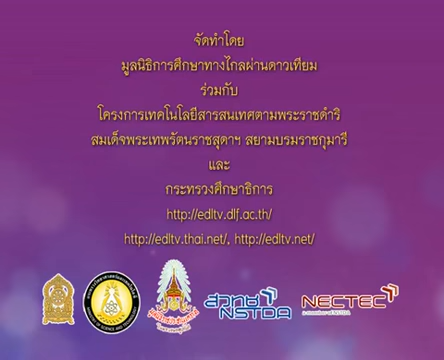 จัดทำโดย
มูลนิธิการศึกษาทางไกลผ่านดาวเทียม
ร่วมกับ
โครงการเทคโนโลยีสารสนเทศตามพระราชดำริ
สมเด็จพระเทพรัตนราชสุดาฯ สยามบรมราชกุมารี
และ
กระทรวงศึกษาธิการ
http://edltv.dlf.ac.th/
http://edltv.thai.net/, http://edltv.net/
สวทช
NSTDA
NECTEC
a member of NSTDA